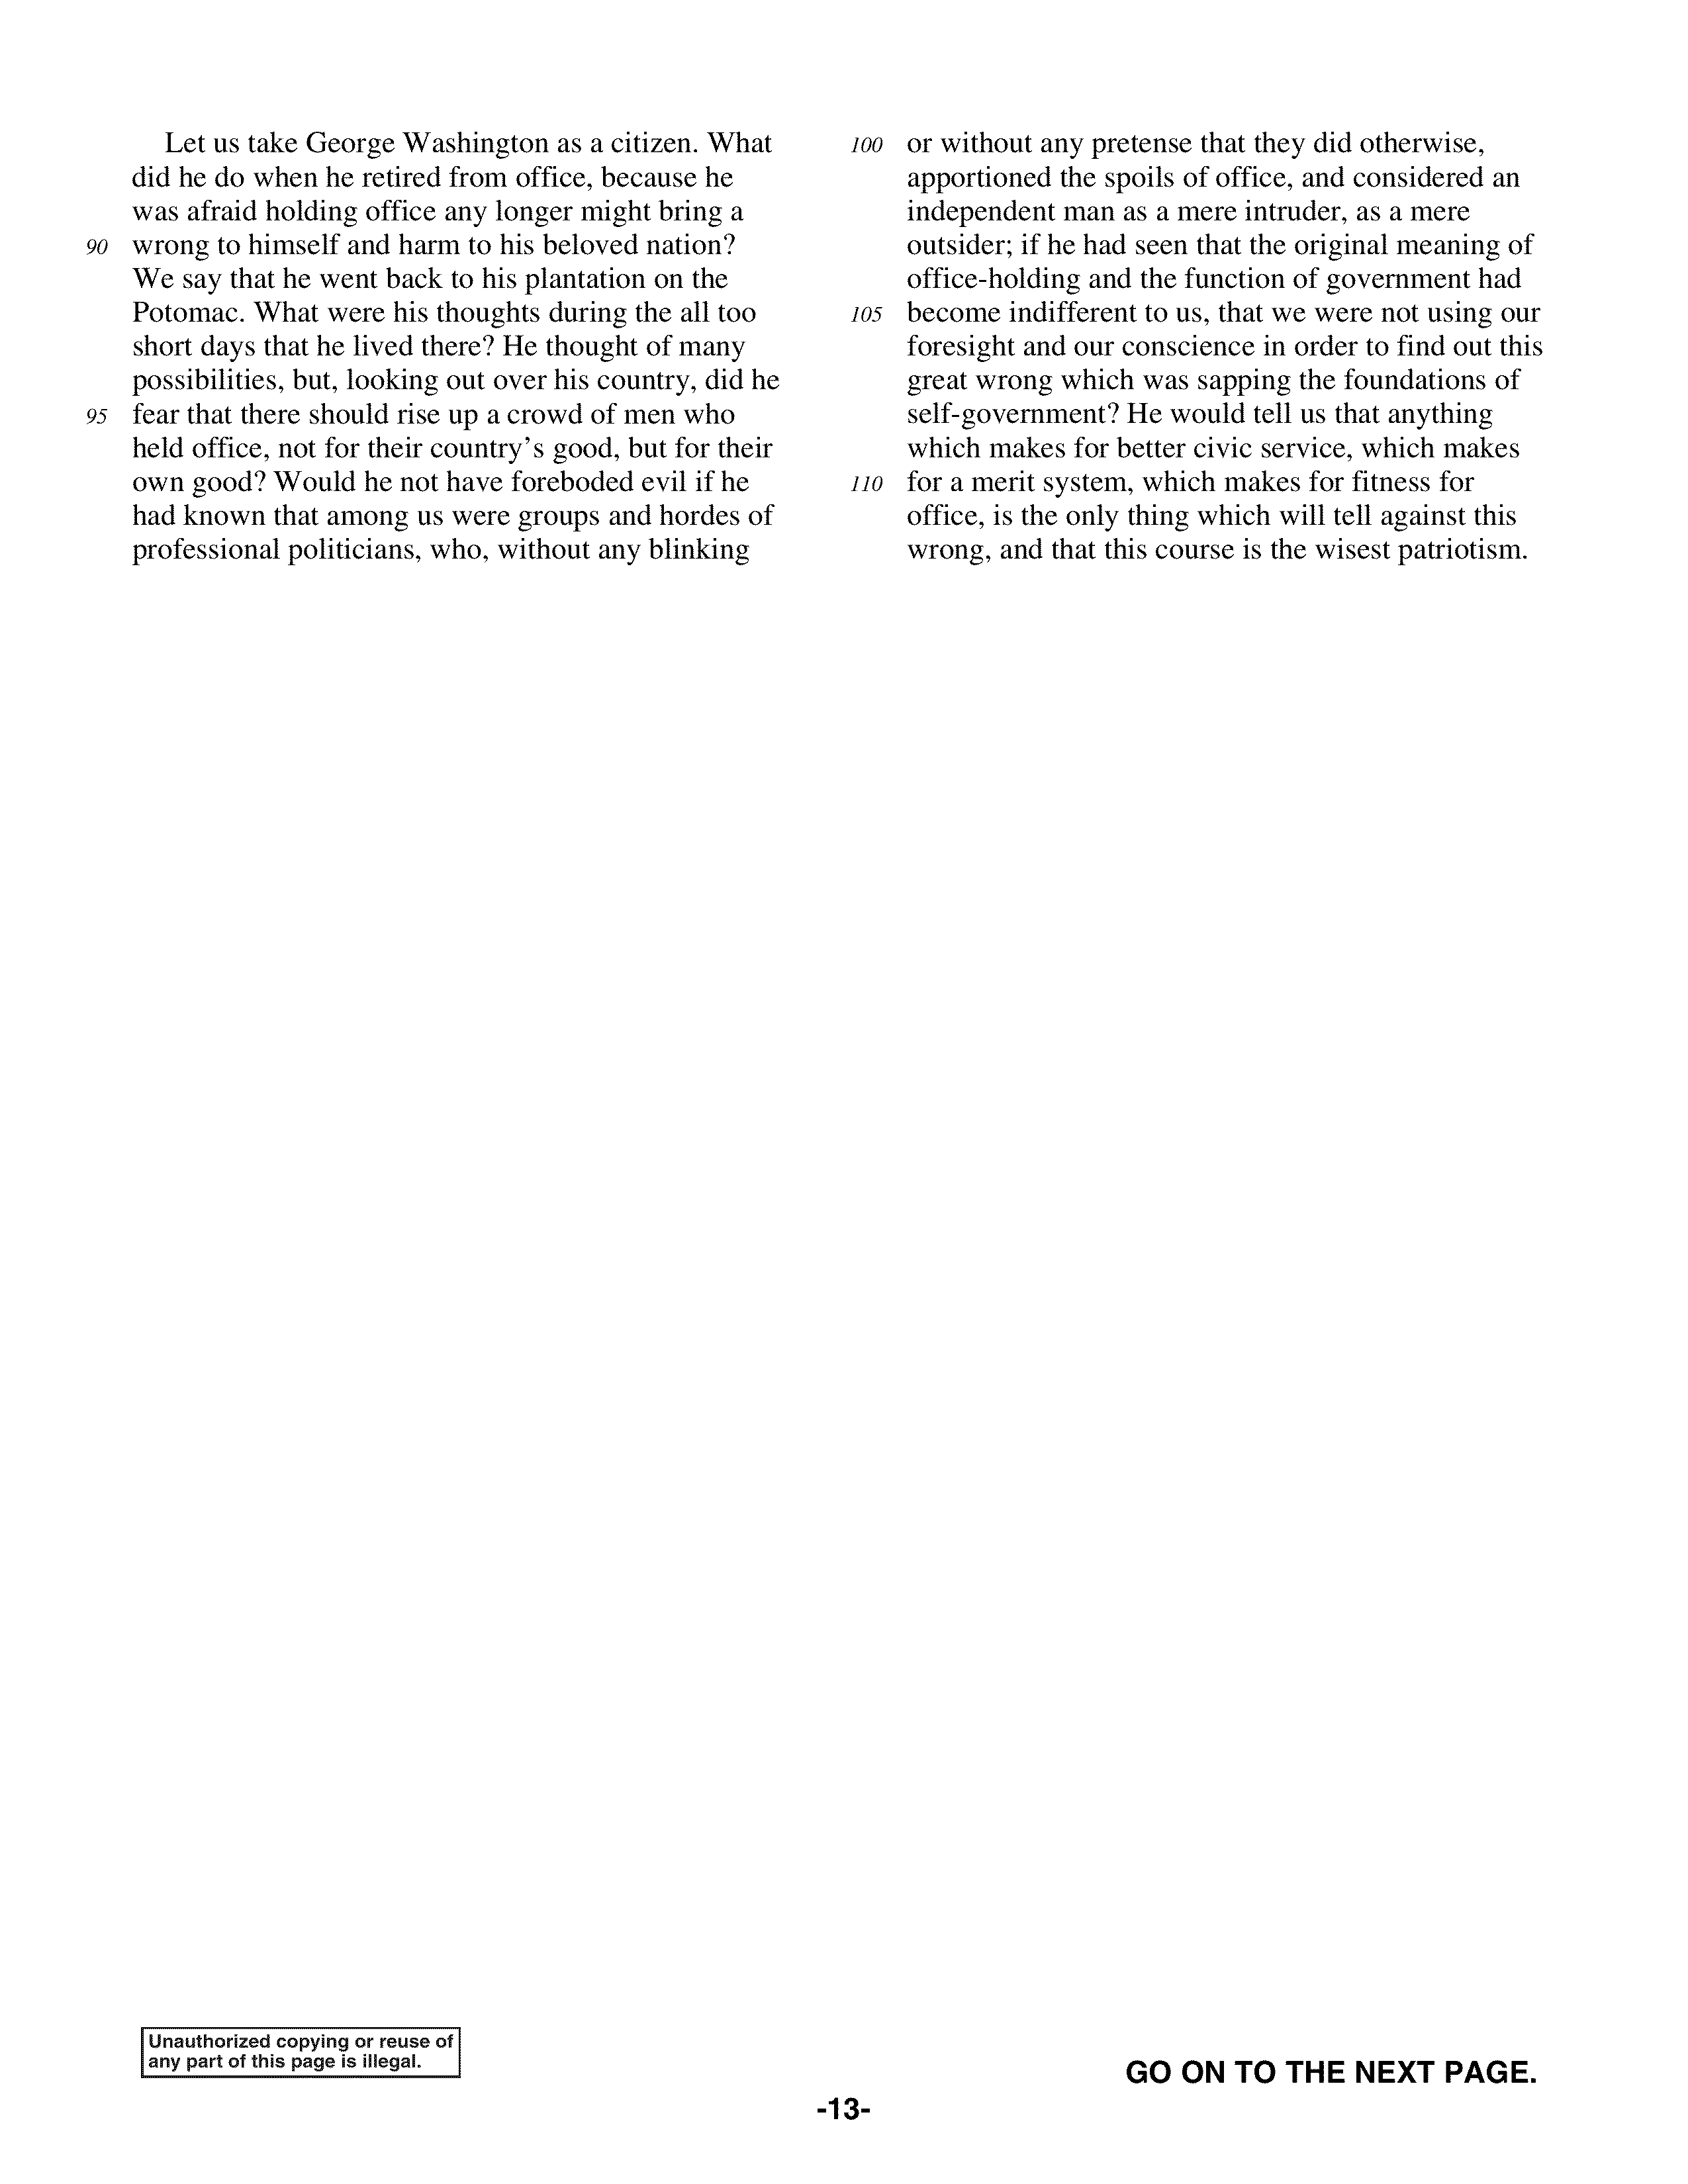 Let us take George Washington as a citizen. What
did he do when he retired from office, because he
was afraid holding office any longer might bring a
90 wrong to himself and harm to his beloved nation?
We say that he went back to his plantation on the
Potomac. What were his thoughts during the all too
short days that he lived there? He thought of many
possibilities, but, looking out over his country, did he
95 fear that there should rise up a crowd of men who
held office, not for their country's good, but for their
own good? Would he not have foreboded evil if he
had known that among us were groups and hordes of
professional politicians, who, without any blinking
100 or without any pretense that they did otherwise,
apportioned the spoils of office, and considered an
independent man as a mere intruder, as a mere
outsider; if he had seen that the original meaning of
office-holding and the function of government had
105 become indifferent to us, that we were not using our
foresight and our conscience in order to find out this
great wrong which was sapping the foundations of
self-government? He would tell us that anything
which makes for better civic service, which makes
110 for a merit system, which makes for fitness for
office, is the only thing which will tell against this
wrong, and that this course is the wisest patriotism.
Unauthorized copying or reuse of
any part of this page is illegal.
GO ON TO THE NEXT PAGE.
-13-